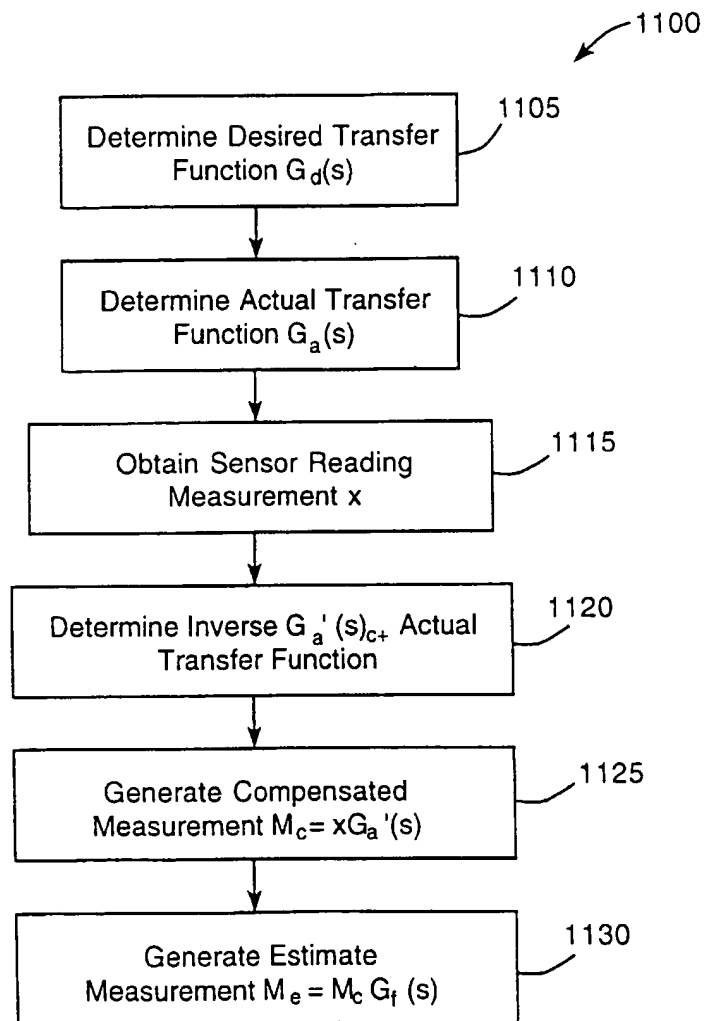 1100
1105
Determine Desired Transfer
Function G_d(s)
1110
Determine Actual Transfer
Function G_a(s)
1115
Obtain Sensor Reading
Measurement x
1120
Determine Inverse G_a'(s)_c+ Actual
Transfer Function
1125
Generate Compensated
Measurement M_c= xG_a'(s)
1130
Generate Estimate
Measurement M_e = M_c G_f (s)